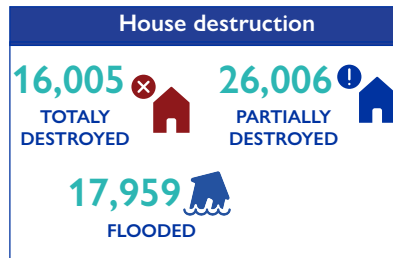 House destruction
16,005
TOTALY
DESTROYED
26,006
PARTIALLY
DESTROYED
17,959
FLOODED